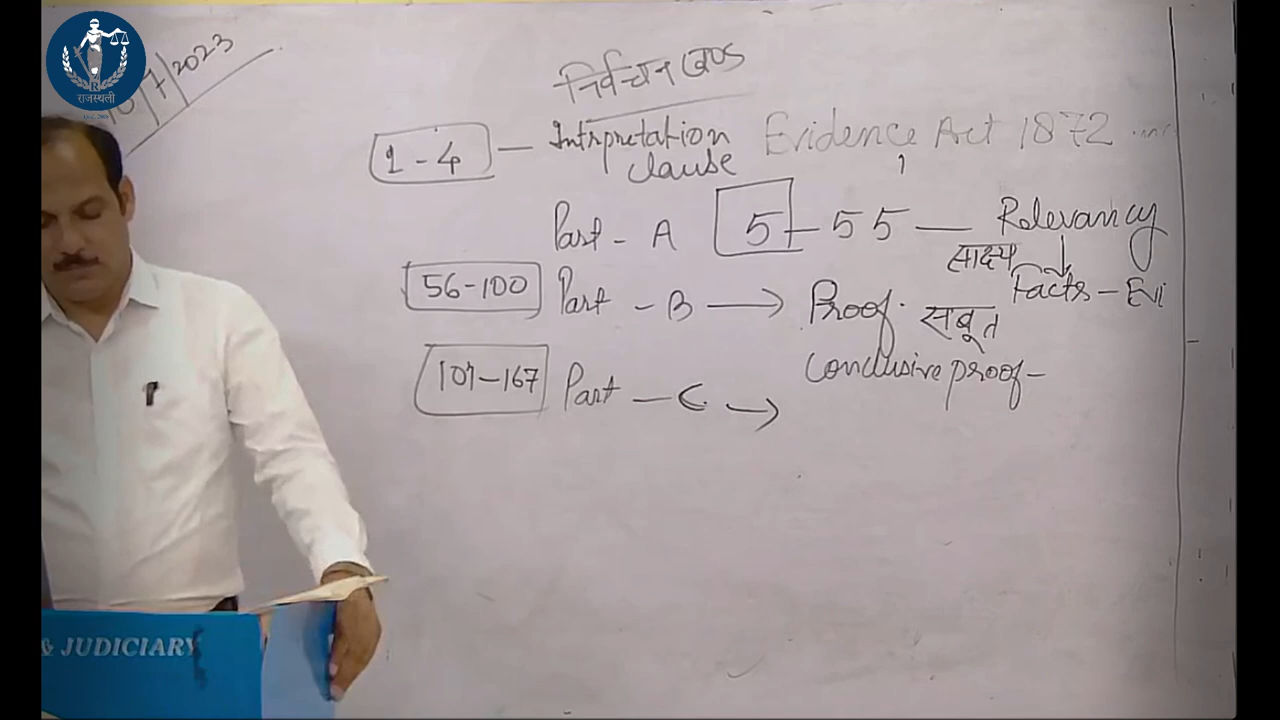 राजस्थली
10/7/2023
निर्वचन खण्ड
1-4 — Intrpretation clause
Evidence Act 1872
Part - A 5 - 55 — Relevancy
साक्ष्य Facts - Evi
56-100 Part - B → Proof. सबूत
Conclusive proof -
101-167 Part - C. →
& JUDICIARY